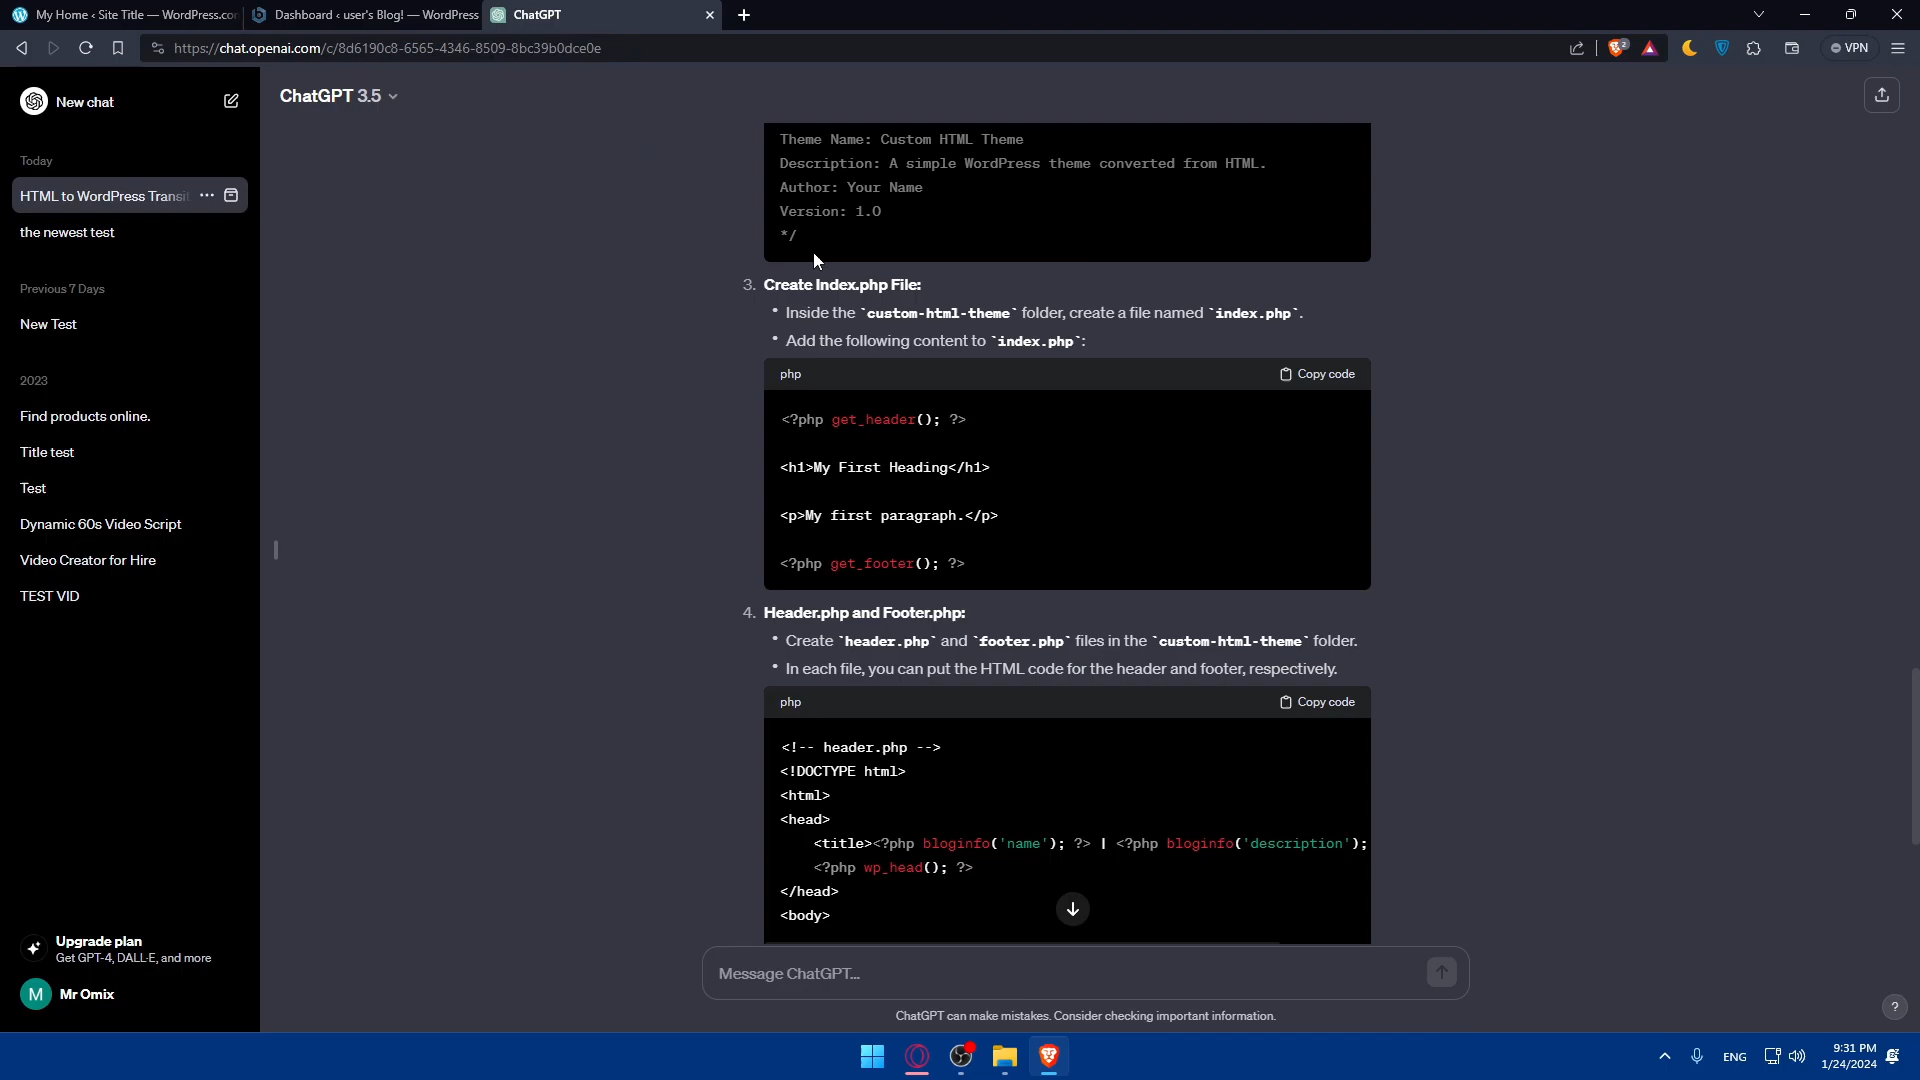 My Home ‹ Site Title — WordPress.com
Dashboard ‹ user's Blog! — WordPress
ChatGPT
https://chat.openai.com/c/8d6190c8-6565-4346-8509-8bc39b0dce0e
2
VPN
New chat
ChatGPT 3.5
Today
HTML to WordPress Transit
the newest test
Previous 7 Days
New Test
2023
Find products online.
Title test
Test
Dynamic 60s Video Script
Video Creator for Hire
TEST VID
Upgrade plan
Get GPT-4, DALL·E, and more
M
Mr Omix
Theme Name: Custom HTML Theme
Description: A simple WordPress theme converted from HTML.
Author: Your Name
Version: 1.0
*/
3. Create Index.php File:
• Inside the `custom-html-theme` folder, create a file named `index.php`.
• Add the following content to `index.php`:
php
Copy code
<?php get_header(); ?>
<h1>My First Heading</h1>
<p>My first paragraph.</p>
<?php get_footer(); ?>
4. Header.php and Footer.php:
• Create `header.php` and `footer.php` files in the `custom-html-theme` folder.
• In each file, you can put the HTML code for the header and footer, respectively.
php
Copy code
<!-- header.php -->
<!DOCTYPE html>
<html>
<head>
<title><?php bloginfo('name'); ?> | <?php bloginfo('description');
<?php wp_head(); ?>
</head>
<body>
Message ChatGPT…
ChatGPT can make mistakes. Consider checking important information.
?
ENG
9:31 PM
1/24/2024